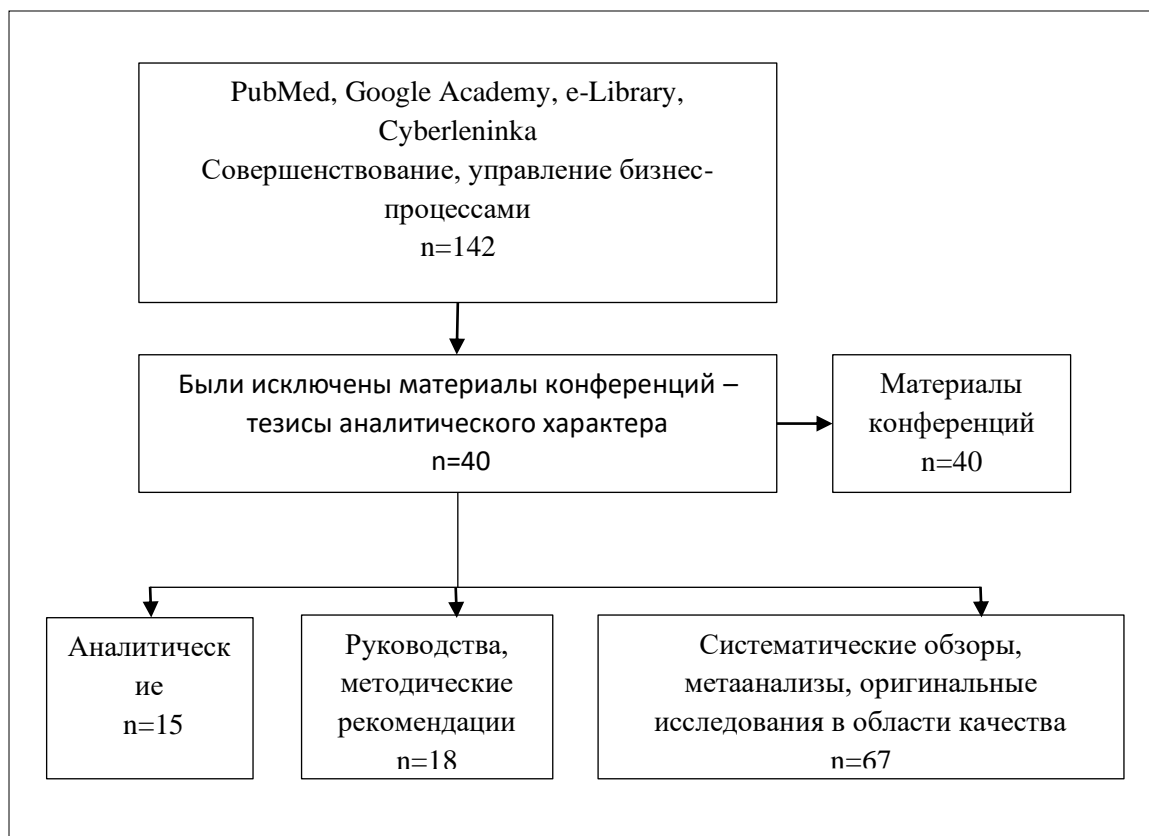 PubMed, Google Academy, e-Library,
Cyberleninka
Совершенствование, управление бизнес-
процессами
n=142
Были исключены материалы конференций –
тезисы аналитического характера
n=40
Материалы
конференций
n=40
Аналитическ
ие
n=15
Руководства,
методические
рекомендации
n=18
Систематические обзоры,
метаанализы, оригинальные
исследования в области качества
n=67